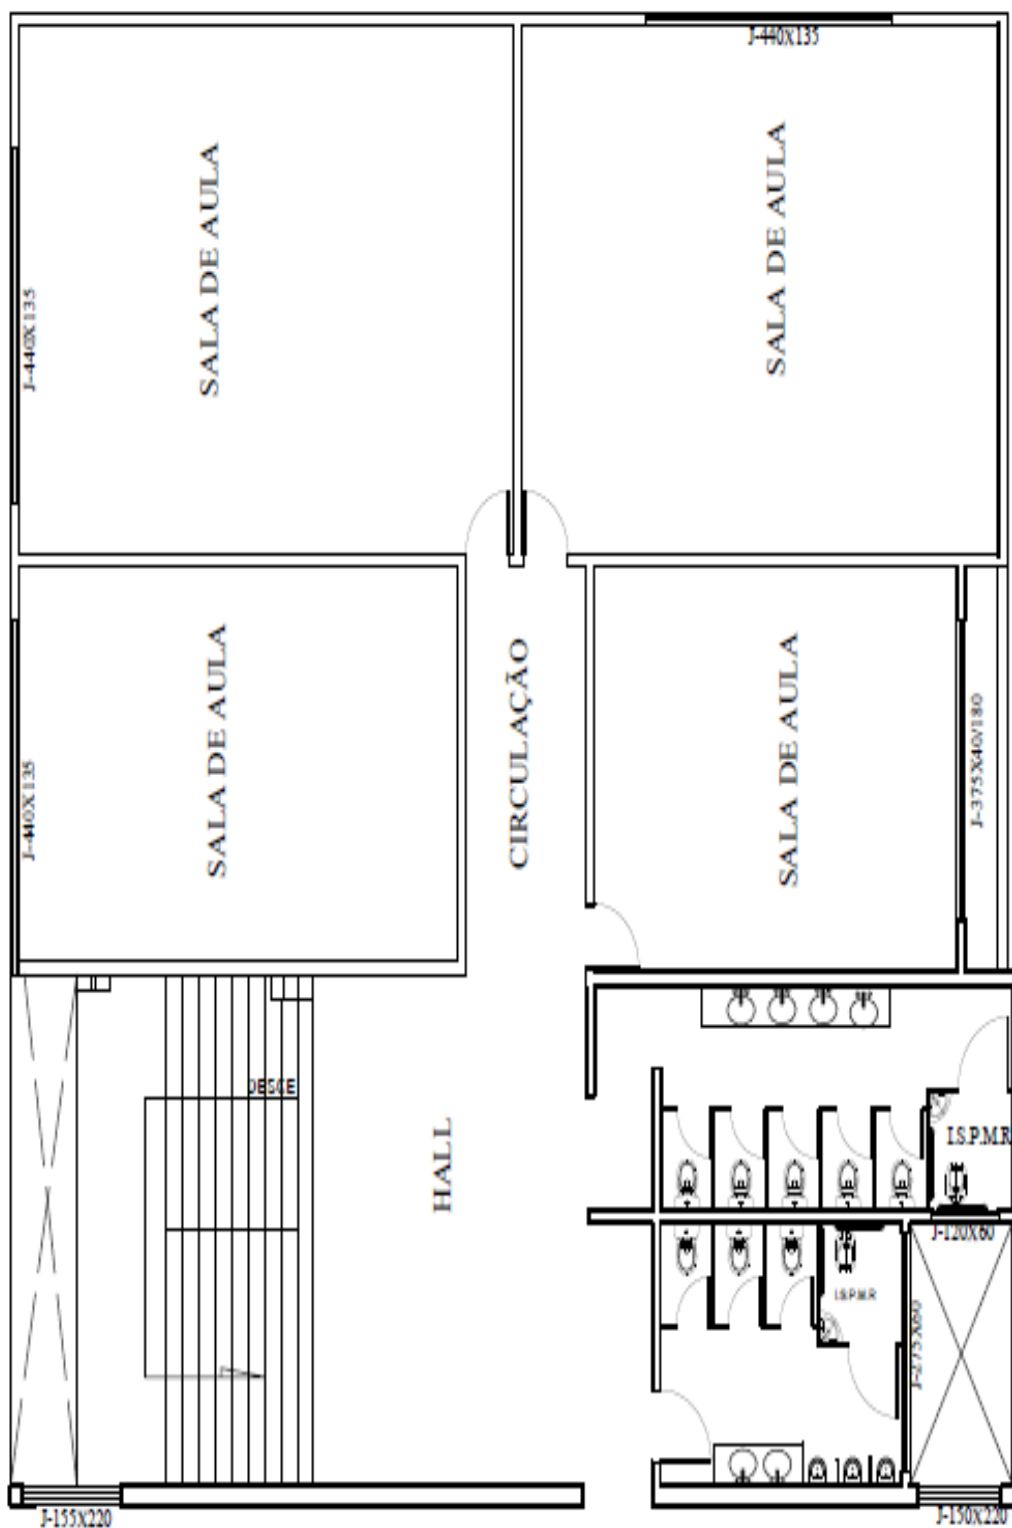 J-440X135
SALA DE AULA
SALA DE AULA
J-440X135
SALA DE AULA
CIRCULAÇÃO
SALA DE AULA
J-375X40/180
J-440X135
DESCE
HALL
I.S.P.M.R
J-120X60
I.S.P.M.R
J-275X60
J-155X220
J-150X220